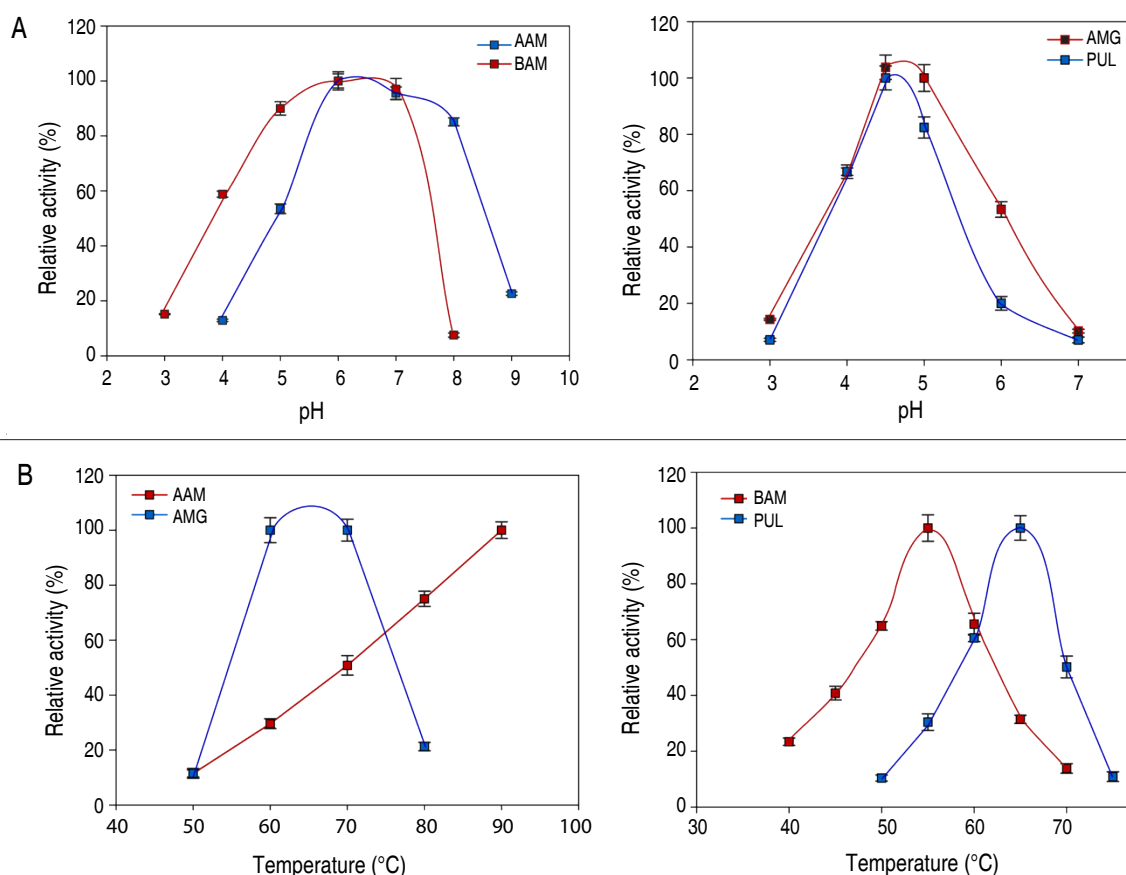 A
120
100
80
60
40
20
0
Relative activity (%)
AAM
BAM
2 3 4 5 6 7 8 9 10
pH
120
100
80
60
40
20
0
Relative activity (%)
AMG
PUL
2 3 4 5 6 7
pH
B
120
100
80
60
40
20
0
Relative activity (%)
AAM
AMG
40 50 60 70 80 90 100
Temperature (°C)
120
100
80
60
40
20
0
Relative activity (%)
BAM
PUL
30 40 50 60 70
Temperature (°C)